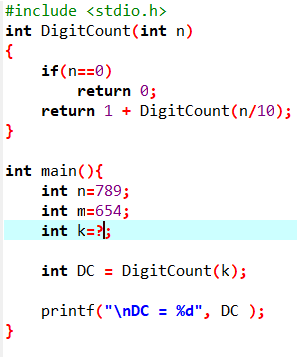 #include <stdio.h>
int DigitCount(int n)
{
if(n==0)
return 0;
return 1 + DigitCount(n/10);
}
int main(){
int n=789;
int m=654;
int k=?;
int DC = DigitCount(k);
printf("\nDC = %d", DC );
}